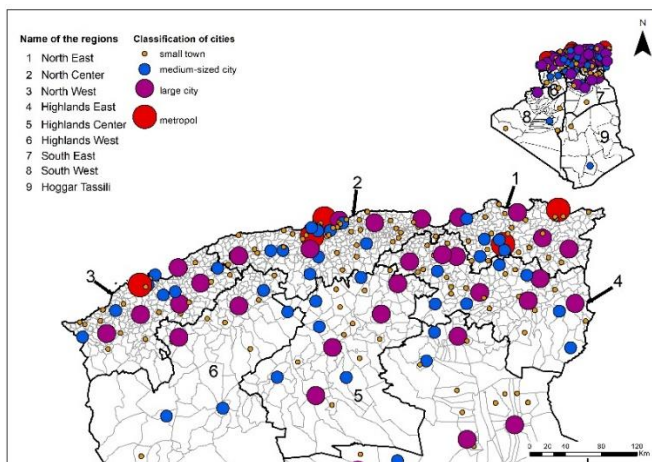 Name of the regions
1 North East
2 North Center
3 North West
4 Highlands East
5 Highlands Center
6 Highlands West
7 South East
8 South West
9 Hoggar Tassili
Classification of cities
small town
medium-sized city
large city
metropol
N
6
7
8
9
2
1
3
4
6
5
0 20 40 80 120
Km